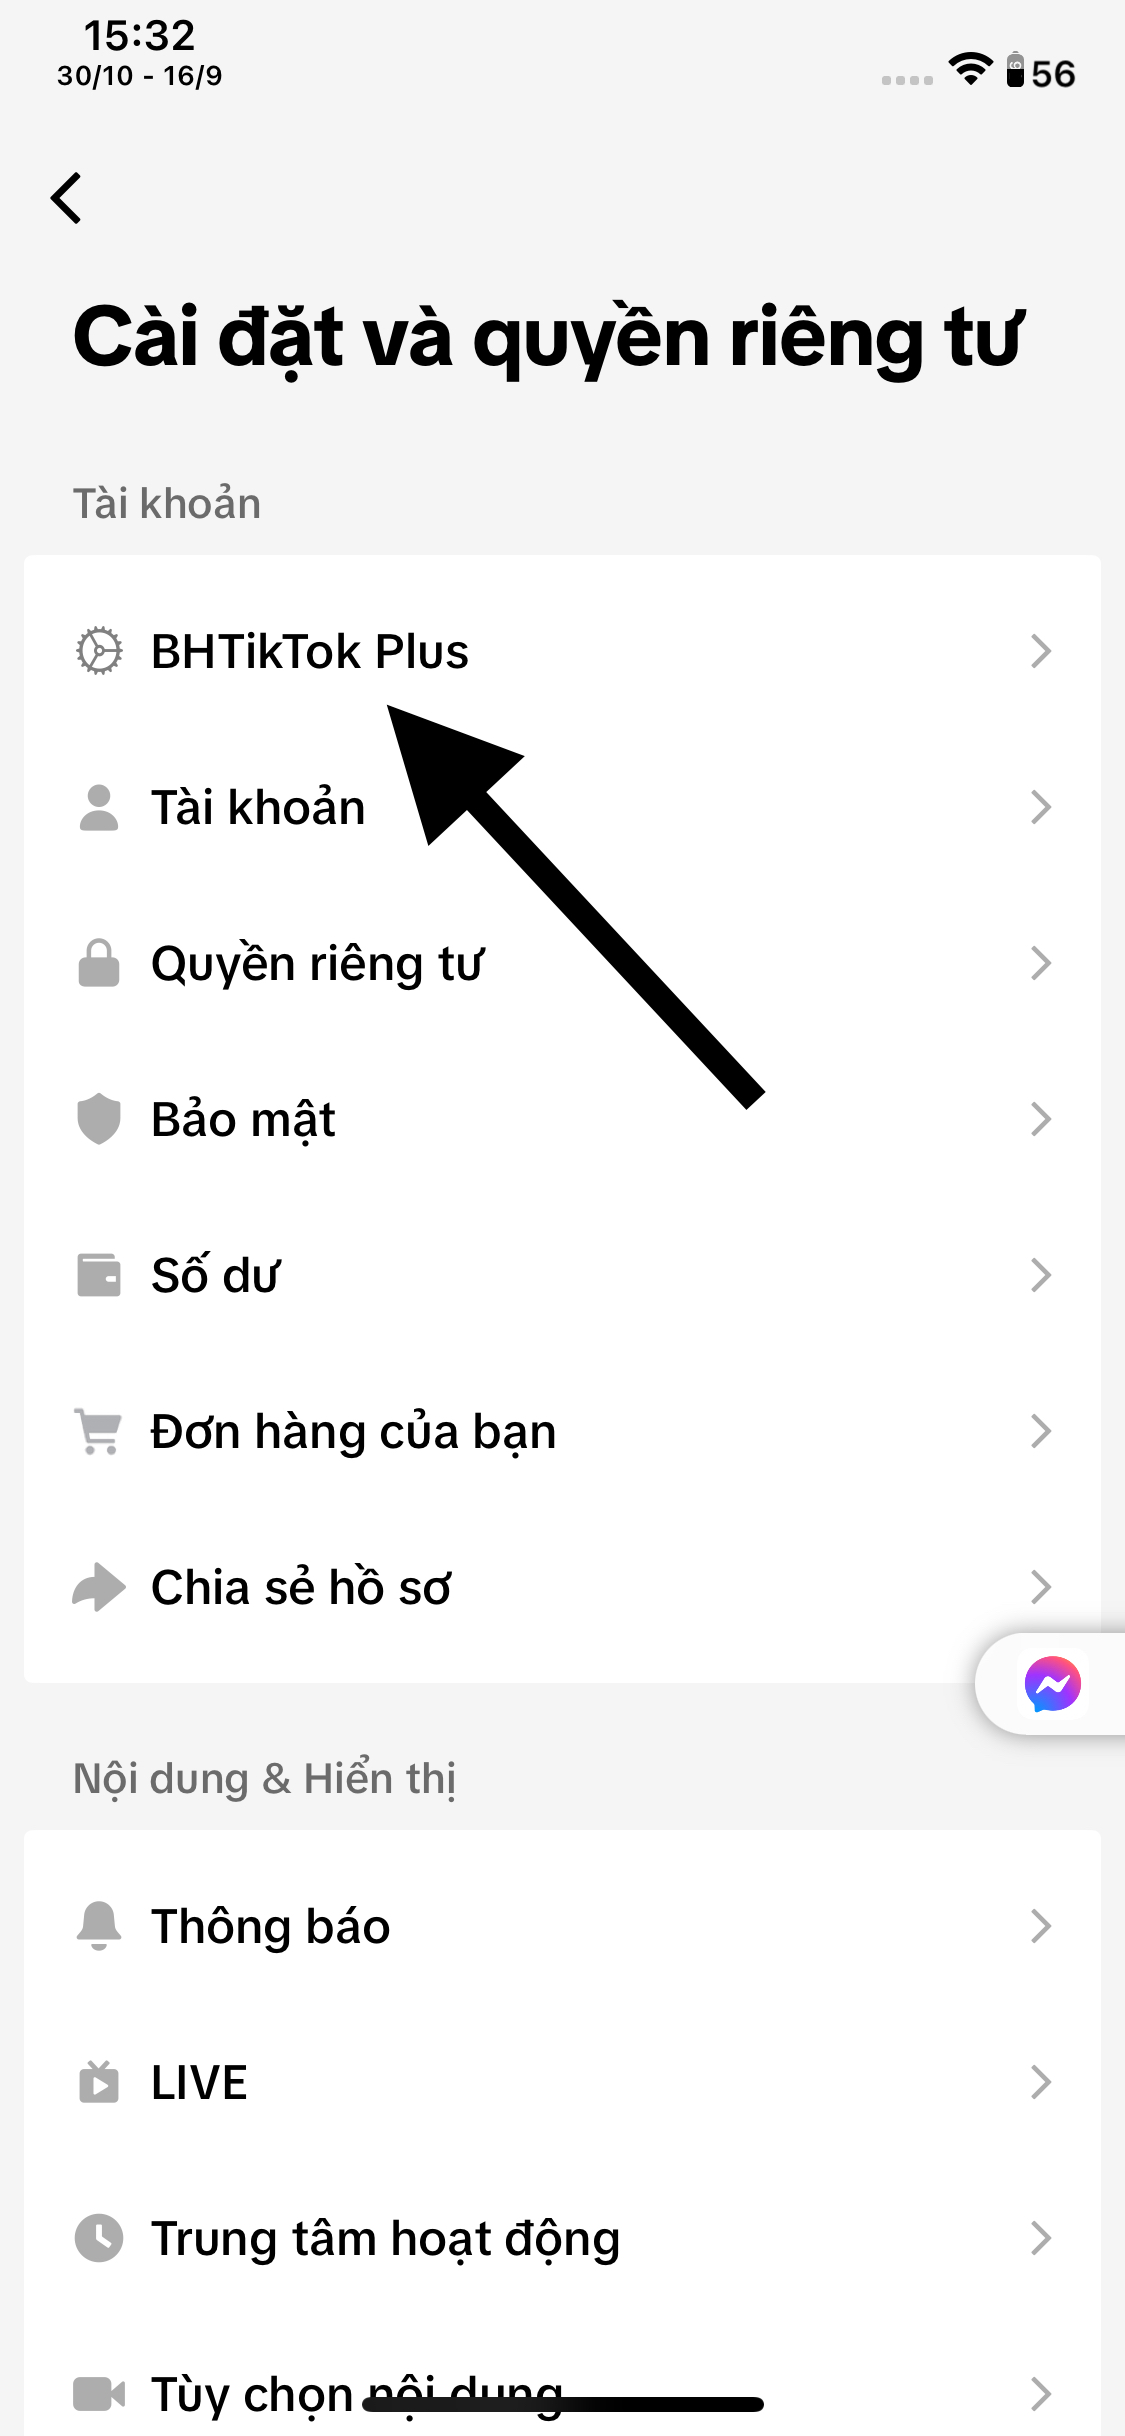 15:32
30/10 - 16/9
56
Cài đặt và quyền riêng tư
Tài khoản
BHTikTok Plus
Tài khoản
Quyền riêng tư
Bảo mật
Số dư
Đơn hàng của bạn
Chia sẻ hồ sơ
Nội dung & Hiển thị
Thông báo
LIVE
Trung tâm hoạt động
Tùy chọn nội dung